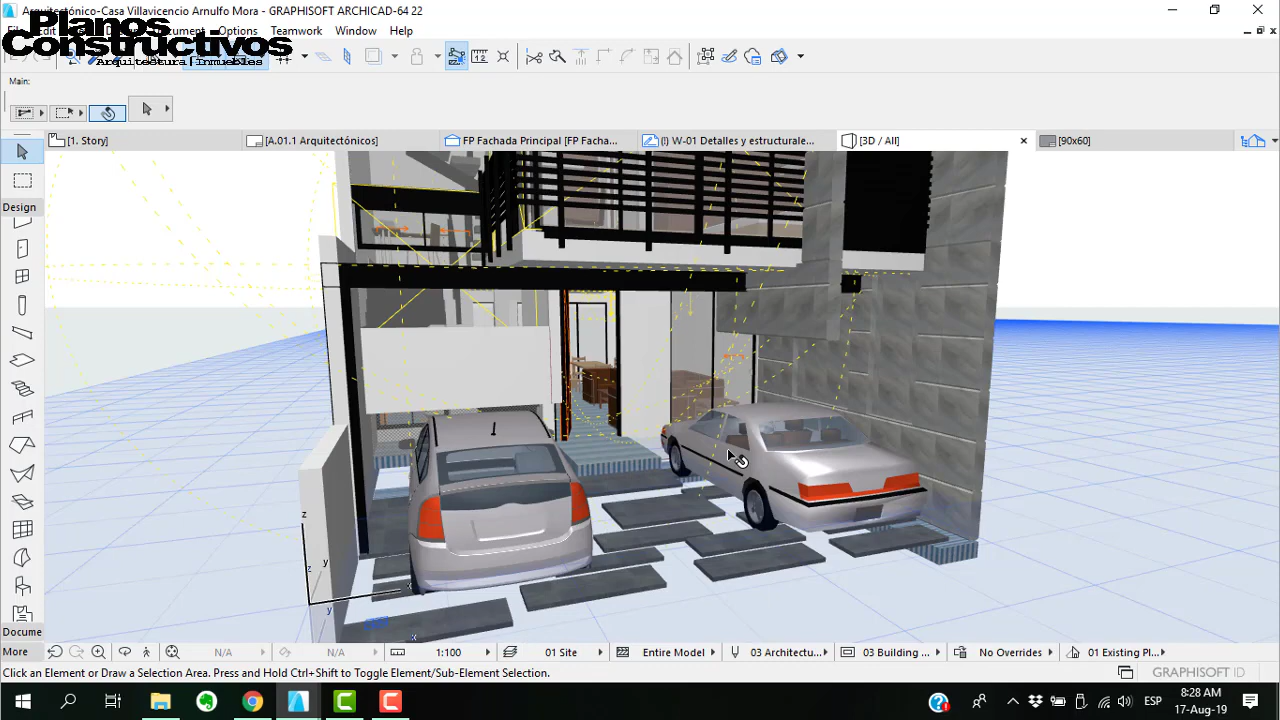 Arquitectónico-Casa Villavicencio Arnulfo Mora - GRAPHISOFT ARCHICAD-64 22
Document Options Teamwork Window Help
Planos
Constructivos
Arquitectura | Inmuebles
Main:
[1. Story]
[A.01.1 Arquitectónicos]
FP Fachada Principal [FP Facha...
(!) W-01 Detalles y estructurale...
[3D / All]
[90x60]
Design
z
y
z
x
y
x
Docume
More
N/A
N/A
1:100
01 Site
Entire Model
03 Architectu...
03 Building ...
No Overrides
01 Existing Pl...
Click an Element or Draw a Selection Area. Press and Hold Ctrl+Shift to Toggle Element/Sub-Element Selection.
GRAPHISOFT ID
ESP
8:28 AM
17-Aug-19